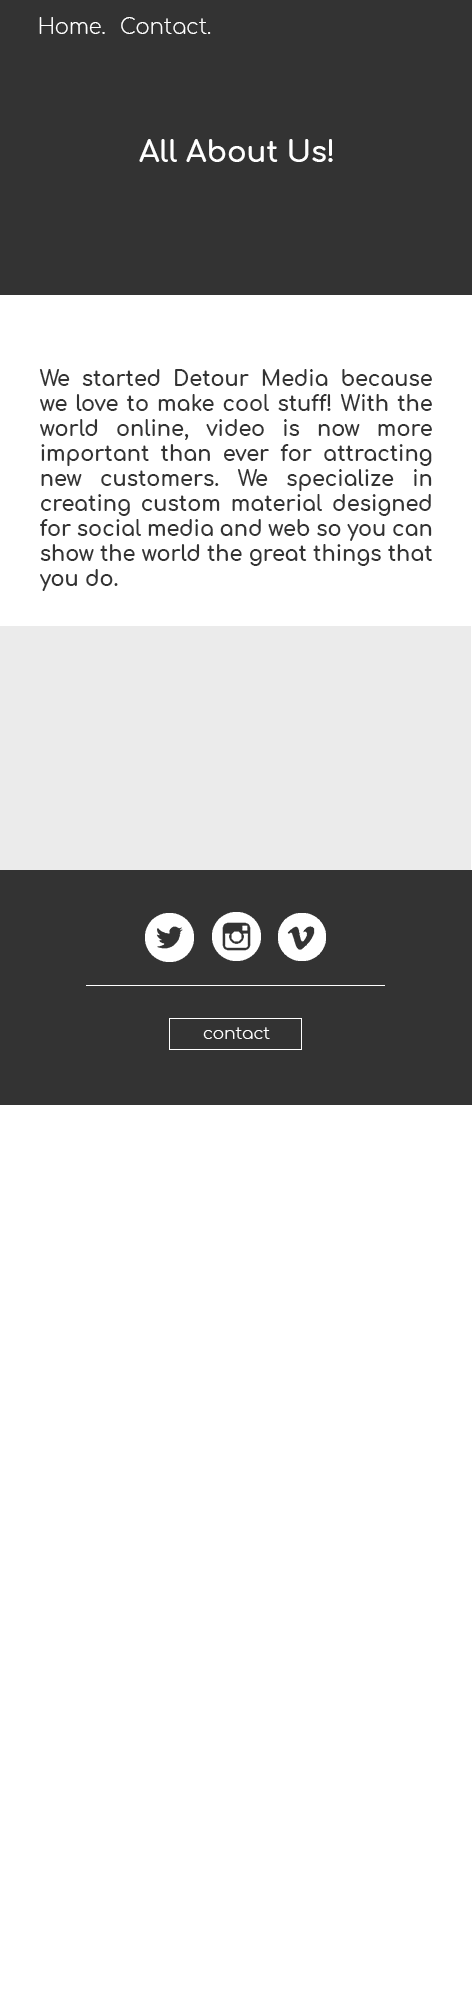 Home. Contact.
All About Us!
We started Detour Media because
we love to make cool stuff! With the
world online, video is now more
important than ever for attracting
new customers. We specialize in
creating custom material designed
for social media and web so you can
show the world the great things that
you do.
contact